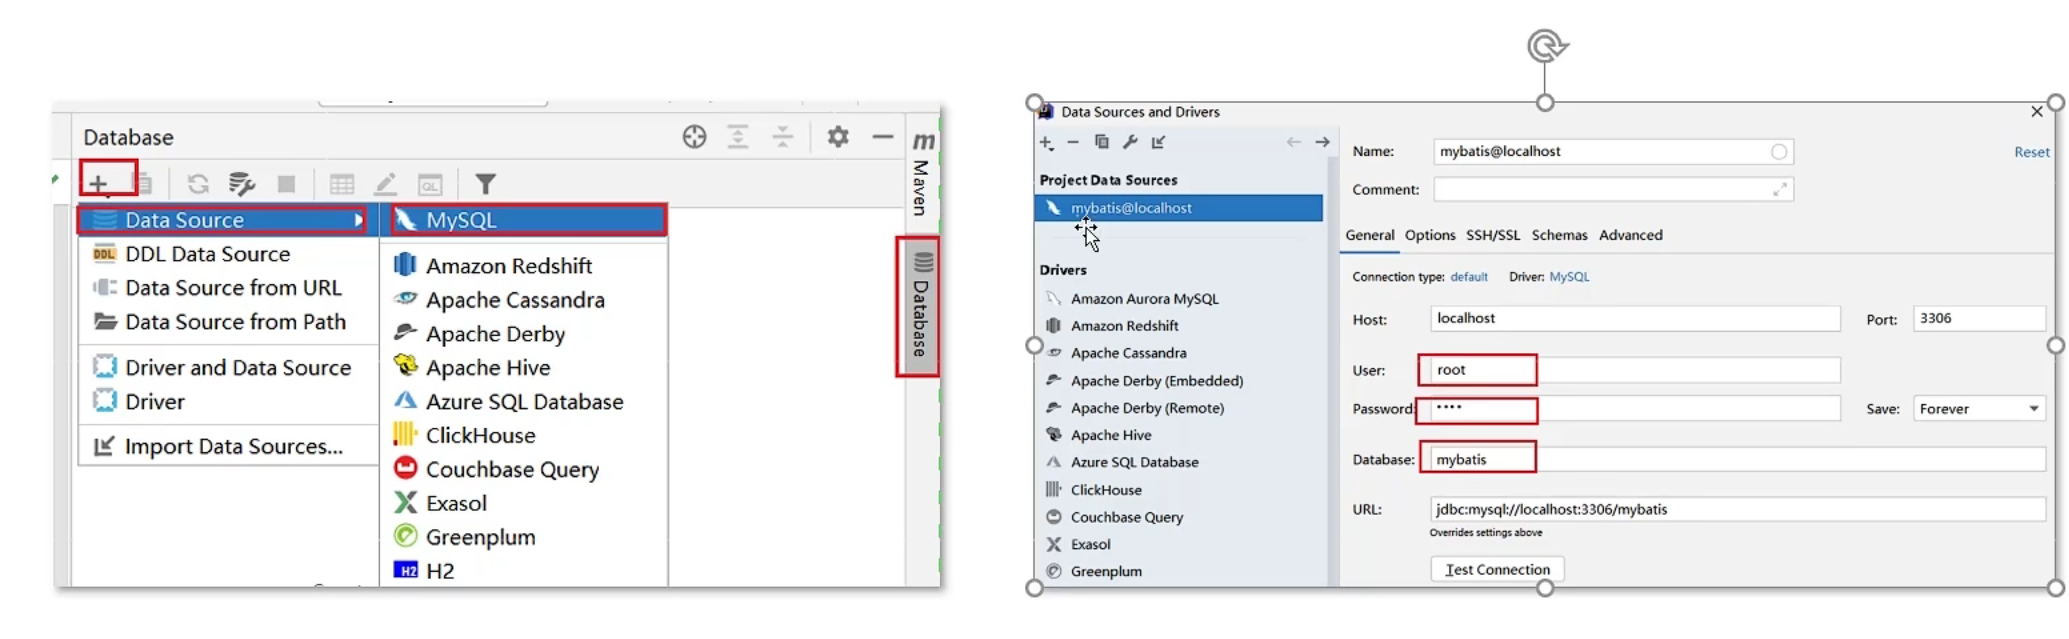 Database
Maven
Database
Data Source
DDL Data Source
Data Source from URL
Data Source from Path
Driver and Data Source
Driver
Import Data Sources...
MySQL
Amazon Redshift
Apache Cassandra
Apache Derby
Apache Hive
Azure SQL Database
ClickHouse
Couchbase Query
Exasol
Greenplum
H2
Data Sources and Drivers
Project Data Sources
mybatis@localhost
Drivers
Amazon Aurora MySQL
Amazon Redshift
Apache Cassandra
Apache Derby (Embedded)
Apache Derby (Remote)
Apache Hive
Azure SQL Database
ClickHouse
Couchbase Query
Exasol
Greenplum
Name: mybatis@localhost Reset
Comment:
General Options SSH/SSL Schemas Advanced
Connection type: default Driver: MySQL
Host: localhost Port: 3306
User: root
Password: •••• Save: Forever
Database: mybatis
URL: jdbc:mysql://localhost:3306/mybatis
Overrides settings above
Test Connection